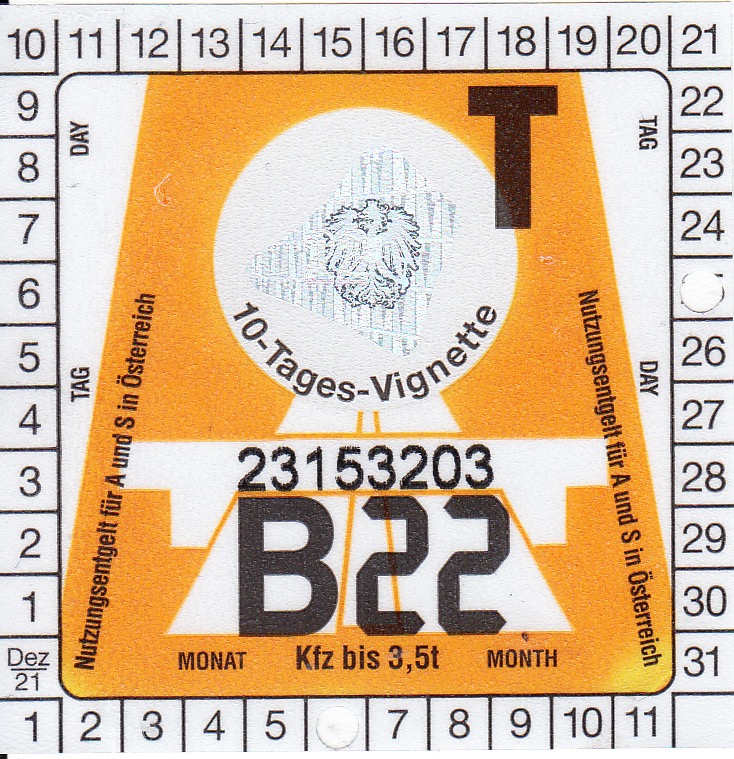 10 11 12 13 14 15 16 17 18 19 20 21
9 22
8 23
7 24
6
5 26
4 27
3 28
2 29
1 30
Dez
21
31
1 2 3 4 5 7 8 9 10 11
DAY
TAG
T
10-Tages-Vignette
TAG
DAY
Nutzungsentgelt für A und S in Österreich
Nutzungsentgelt für A und S in Österreich
23153203
B22
MONAT Kfz bis 3,5t MONTH